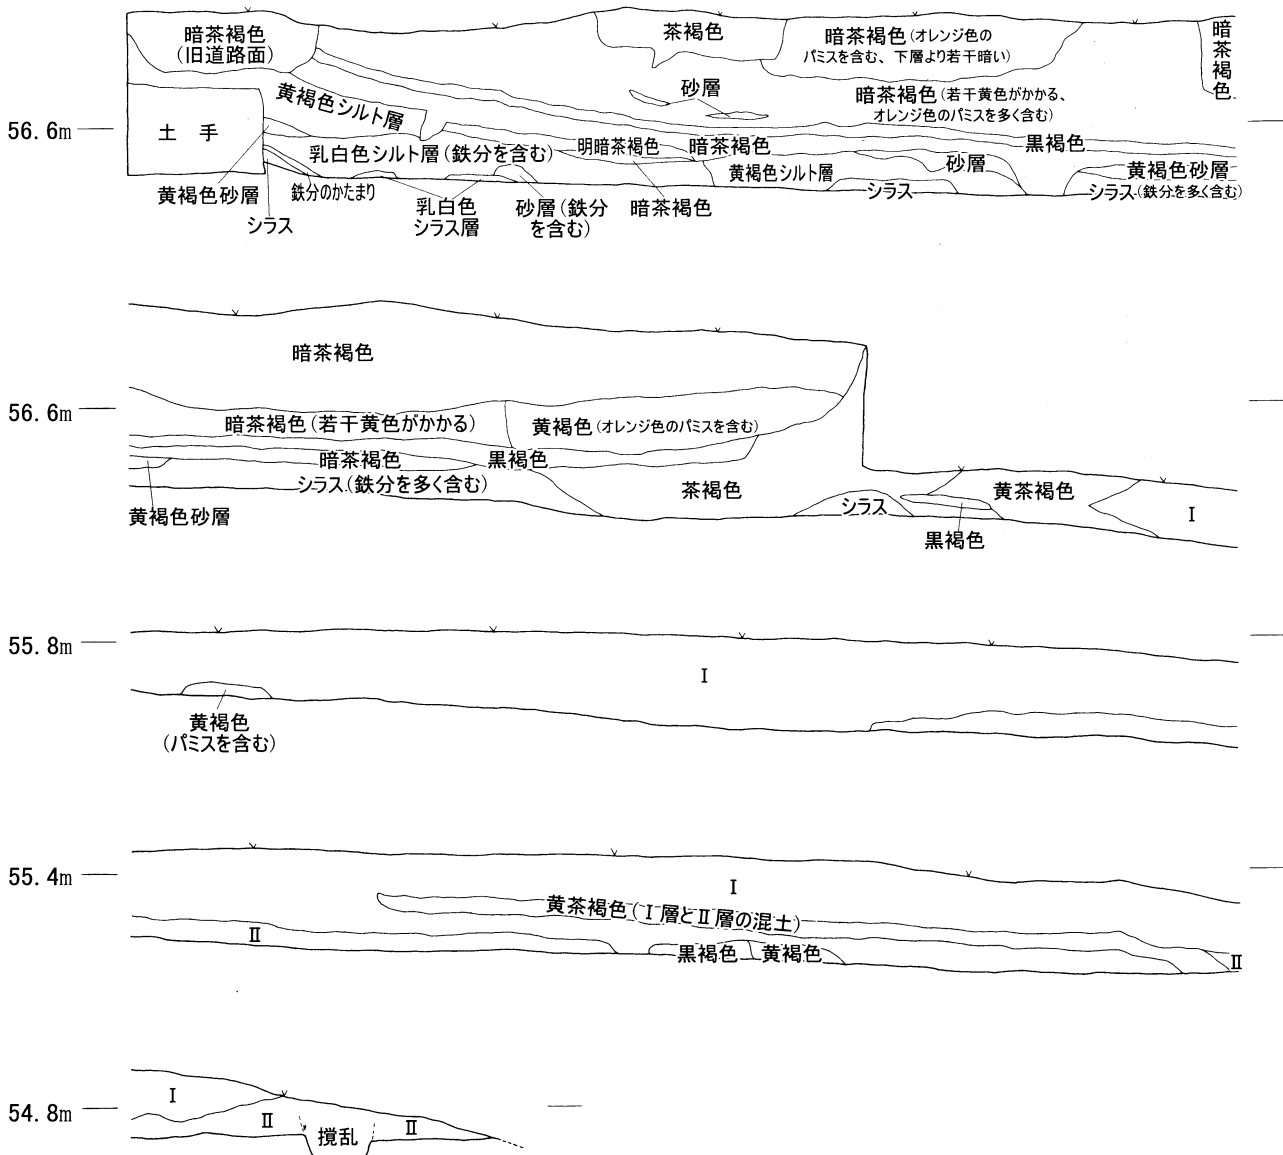 暗茶褐色
(旧道路面)
茶褐色
暗茶褐色(オレンジ色の
パミスを含む、下層より若干暗い)
暗茶褐色
砂層
暗茶褐色(若干黄色がかかる、
オレンジ色のパミスを多く含む)
黄褐色シルト層
56.6m
土 手
乳白色シルト層(鉄分を含む)
明暗茶褐色
暗茶褐色
黒褐色
黄褐色シルト層
砂層
黄褐色砂層
黄褐色砂層
シラス
鉄分のかたまり
乳白色
シラス層
砂層(鉄分
を含む)
暗茶褐色
シラス
シラス(鉄分を多く含む)
暗茶褐色
56.6m
暗茶褐色(若干黄色がかかる)
黄褐色(オレンジ色のパミスを含む)
暗茶褐色
黒褐色
シラス(鉄分を多く含む)
黄褐色砂層
茶褐色
シラス
黄茶褐色
黒褐色
I
55.8m
I
黄褐色
(パミスを含む)
55.4m
I
黄茶褐色(I層とII層の混土)
II
黒褐色
黄褐色
II
54.8m
I
II
撹乱
II